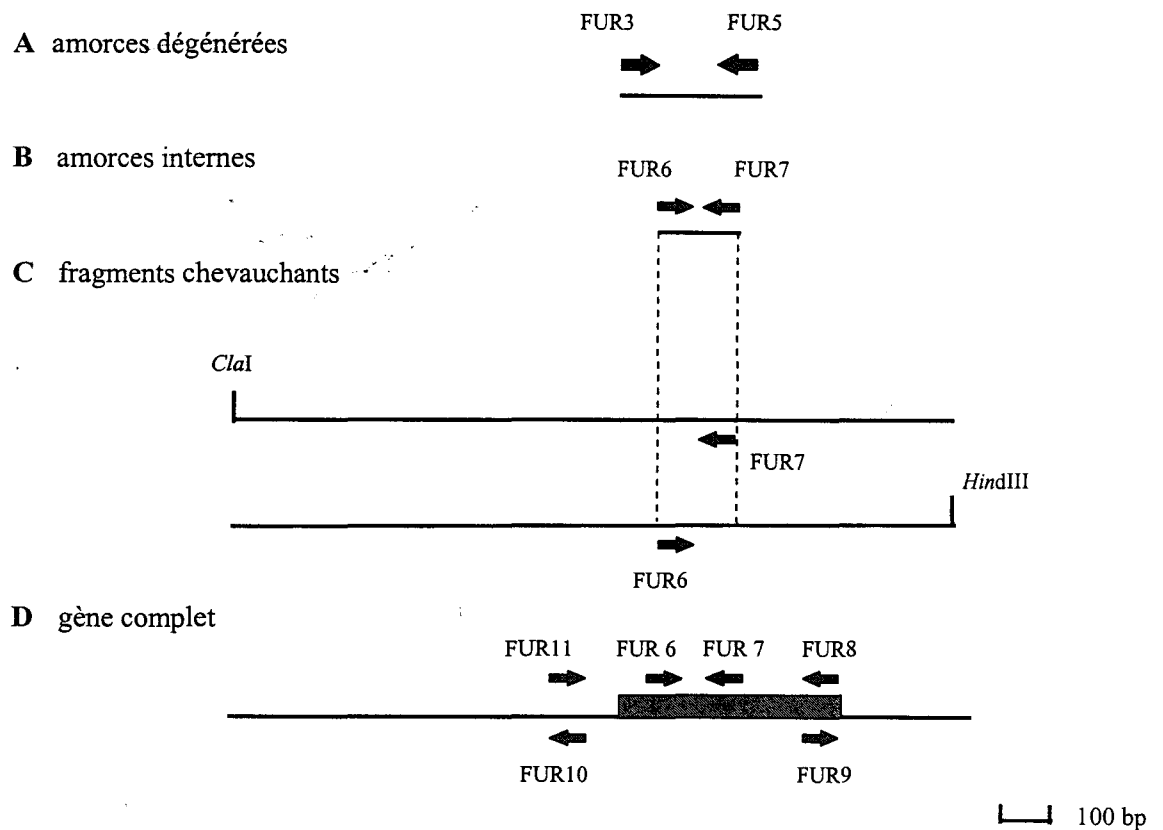 FUR3 FUR5
A amorces dégénérées
B amorces internes
FUR6 FUR7
C fragments chevauchants
ClaI
FUR7
HindIII
FUR6
D gène complet
FUR11 FUR 6 FUR 7 FUR8
FUR10 FUR9
100 bp